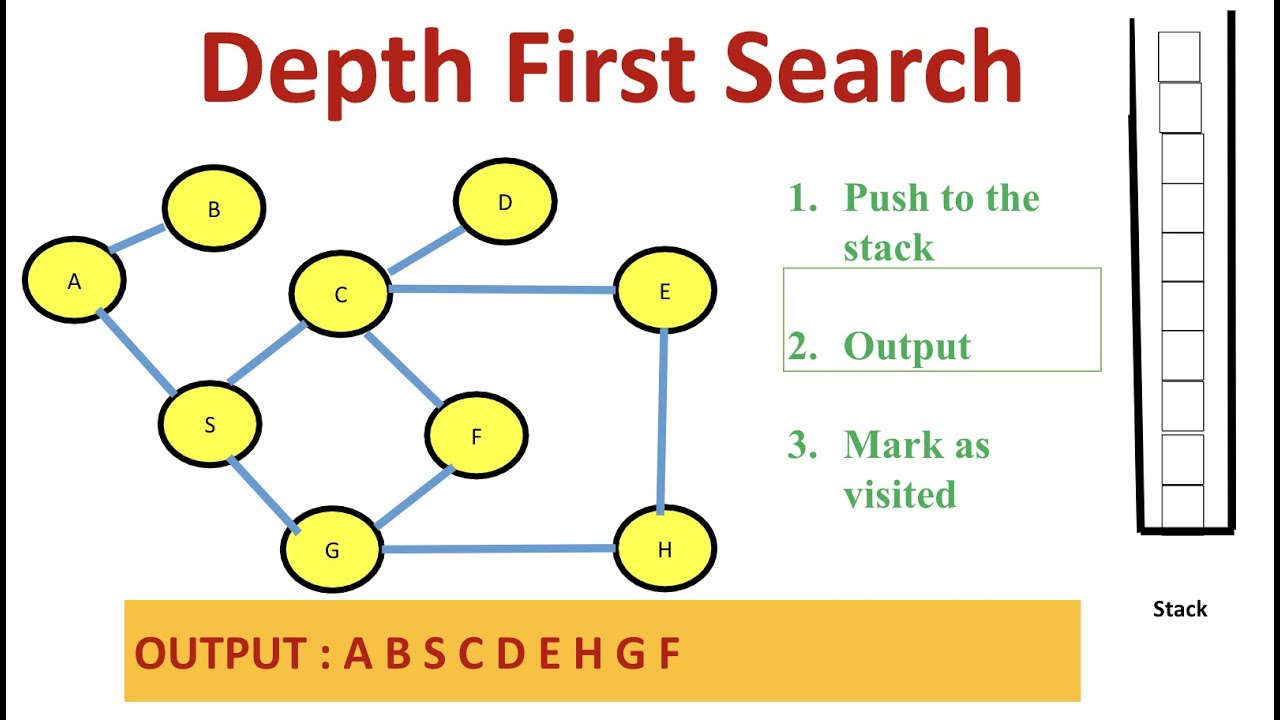 Depth First Search
B
D
A
C
E
S
F
G
H
1. Push to the
stack
2. Output
3. Mark as
visited
Stack
OUTPUT : A B S C D E H G F